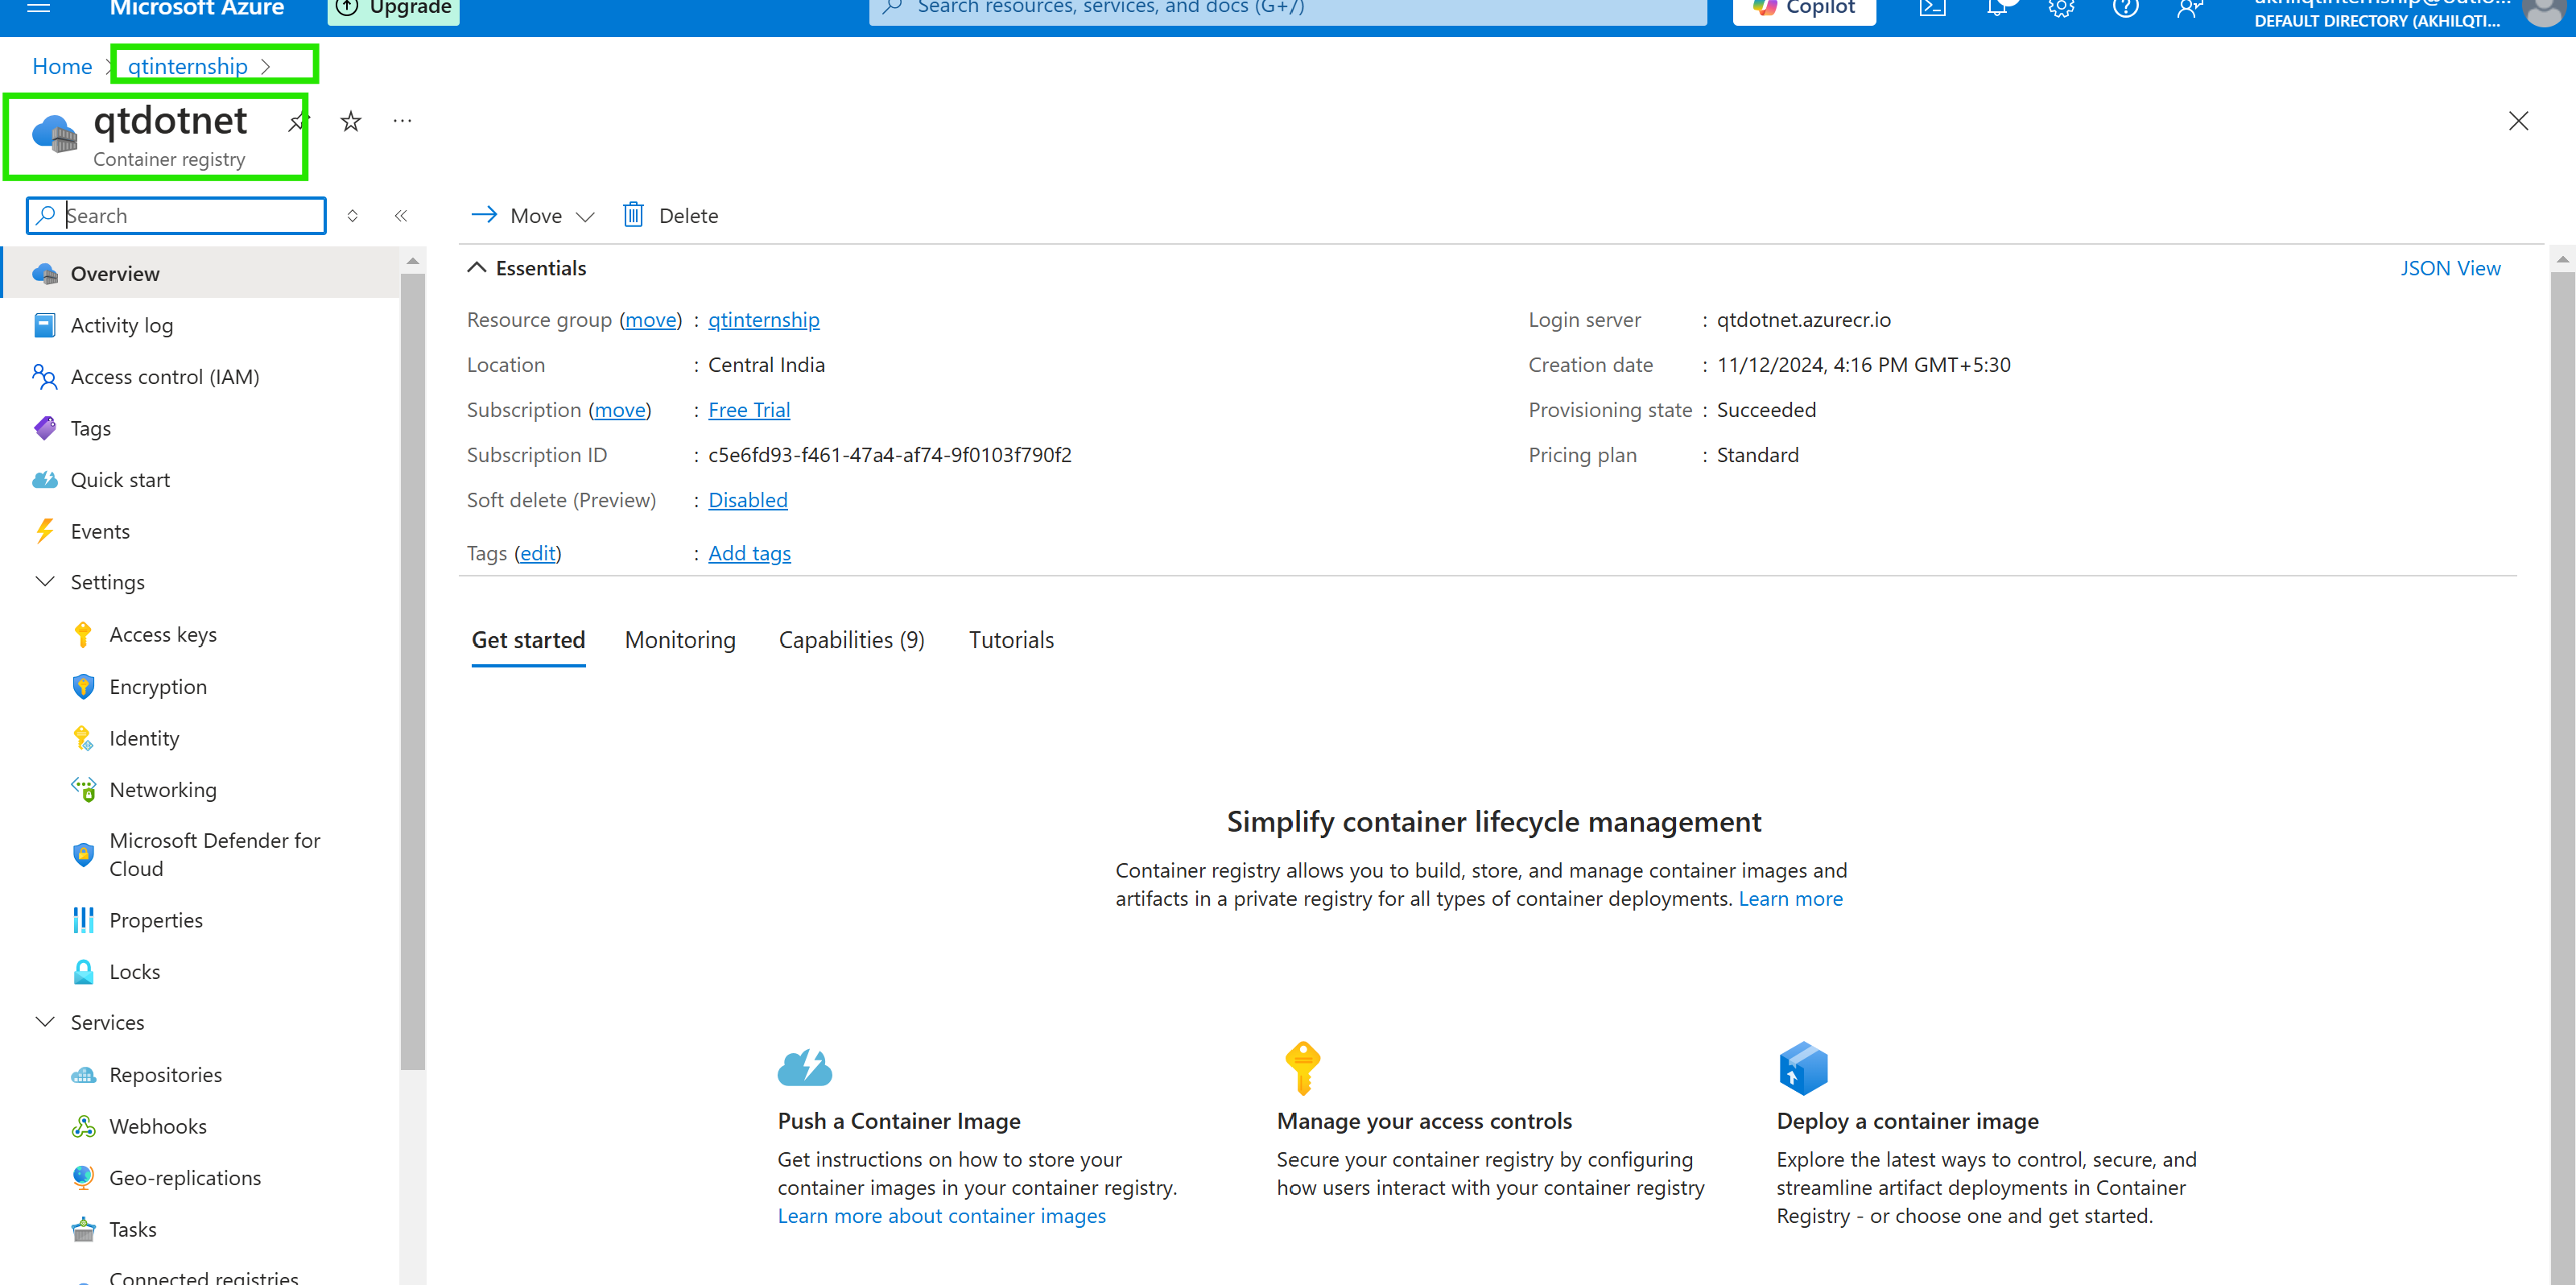 Microsoft Azure
Upgrade
Search resources, services, and docs (G+/)
Copilot
akhilqtinternship@outlo...
DEFAULT DIRECTORY (AKHILQTI...
Home > qtinternship >
qtdotnet
Container registry
Search
Move
Delete
Overview
Activity log
Access control (IAM)
Tags
Quick start
Events
Settings
Access keys
Encryption
Identity
Networking
Microsoft Defender for
Cloud
Properties
Locks
Services
Repositories
Webhooks
Geo-replications
Tasks
Connected registries
Essentials
JSON View
Resource group (move) : qtinternship
Location : Central India
Subscription (move) : Free Trial
Subscription ID : c5e6fd93-f461-47a4-af74-9f0103f790f2
Soft delete (Preview) : Disabled
Tags (edit) : Add tags
Login server : qtdotnet.azurecr.io
Creation date : 11/12/2024, 4:16 PM GMT+5:30
Provisioning state : Succeeded
Pricing plan : Standard
Get started
Monitoring
Capabilities (9)
Tutorials
Simplify container lifecycle management
Container registry allows you to build, store, and manage container images and
artifacts in a private registry for all types of container deployments. Learn more
Push a Container Image
Get instructions on how to store your
container images in your container registry.
Learn more about container images
Manage your access controls
Secure your container registry by configuring
how users interact with your container registry
Deploy a container image
Explore the latest ways to control, secure, and
streamline artifact deployments in Container
Registry - or choose one and get started.